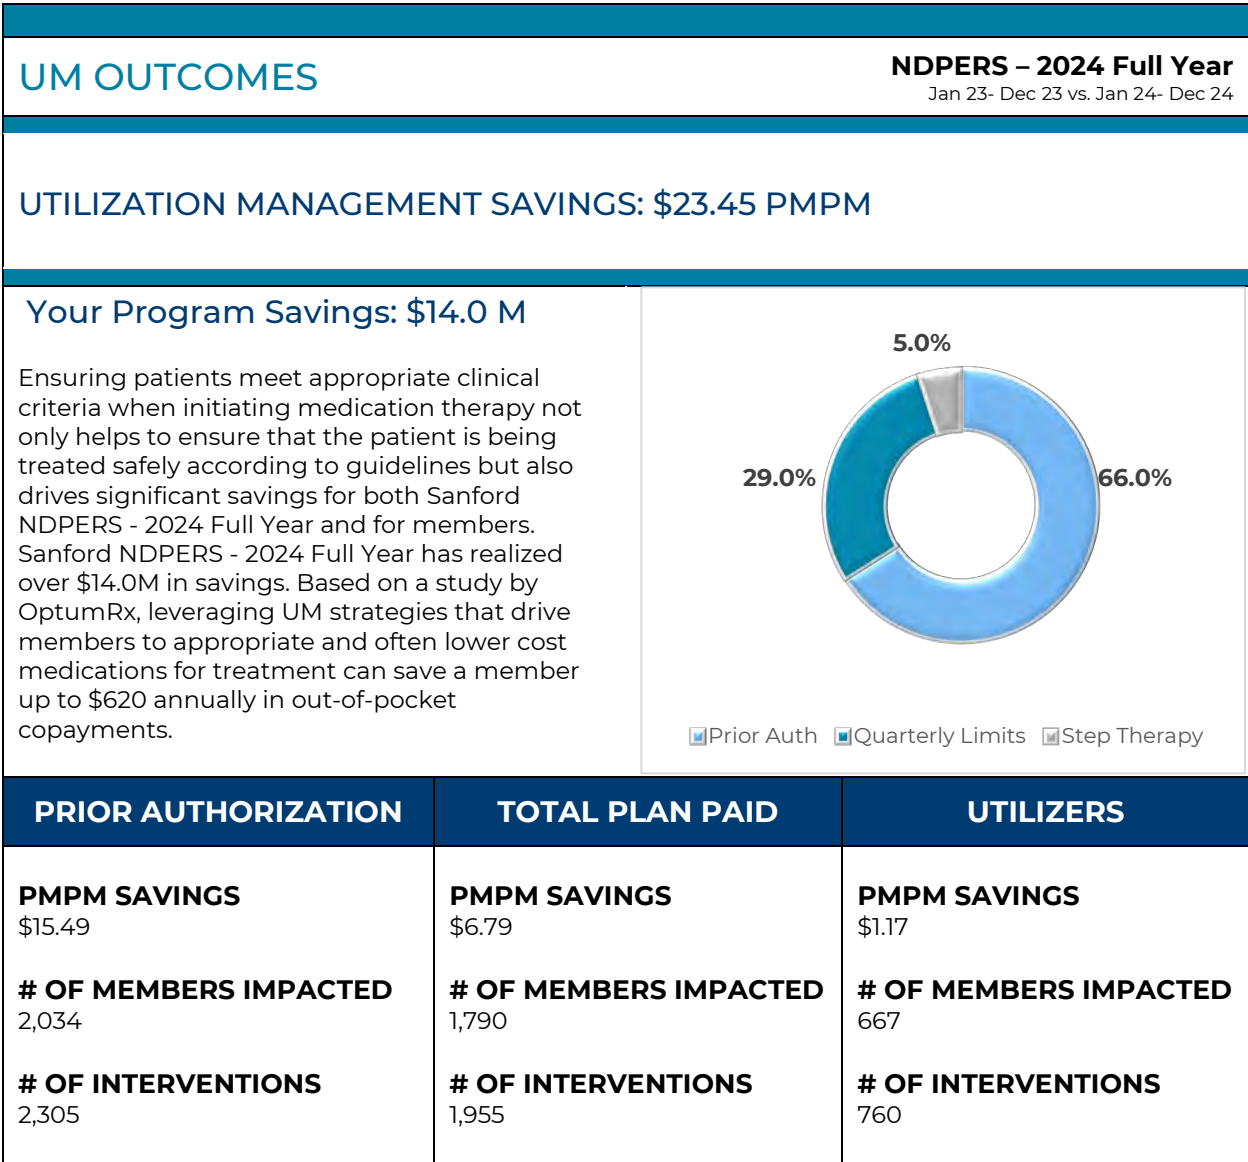 UM OUTCOMES
NDPERS – 2024 Full Year
Jan 23- Dec 23 vs. Jan 24- Dec 24
UTILIZATION MANAGEMENT SAVINGS: $23.45 PMPM
Your Program Savings: $14.0 M
Ensuring patients meet appropriate clinical
criteria when initiating medication therapy not
only helps to ensure that the patient is being
treated safely according to guidelines but also
drives significant savings for both Sanford
NDPERS - 2024 Full Year and for members.
Sanford NDPERS - 2024 Full Year has realized
over $14.0M in savings. Based on a study by
OptumRx, leveraging UM strategies that drive
members to appropriate and often lower cost
medications for treatment can save a member
up to $620 annually in out-of-pocket
copayments.
5.0%
29.0%
66.0%
Prior Auth Quarterly Limits Step Therapy
PRIOR AUTHORIZATION
PMPM SAVINGS
$15.49
# OF MEMBERS IMPACTED
2,034
# OF INTERVENTIONS
2,305
TOTAL PLAN PAID
PMPM SAVINGS
$6.79
# OF MEMBERS IMPACTED
1,790
# OF INTERVENTIONS
1,955
UTILIZERS
PMPM SAVINGS
$1.17
# OF MEMBERS IMPACTED
667
# OF INTERVENTIONS
760